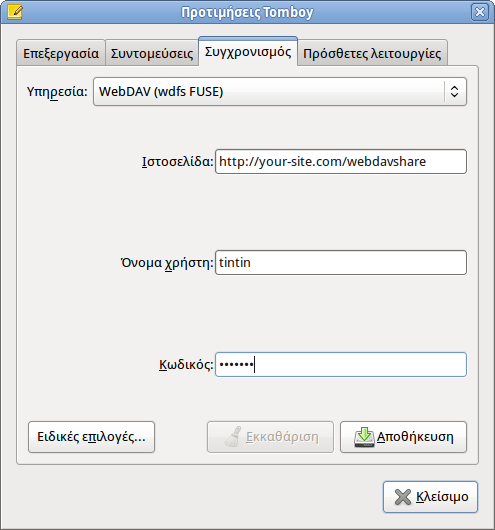 Προτιμήσεις Tomboy
Επεξεργασία Συντομεύσεις Συγχρονισμός Πρόσθετες λειτουργίες
Υπηρεσία: WebDAV (wdfs FUSE)
Ιστοσελίδα: http://your-site.com/webdavshare
Όνομα χρήστη: tintin
Κωδικός: •••••••
Ειδικές επιλογές... Εκκαθάριση Αποθήκευση
Κλείσιμο